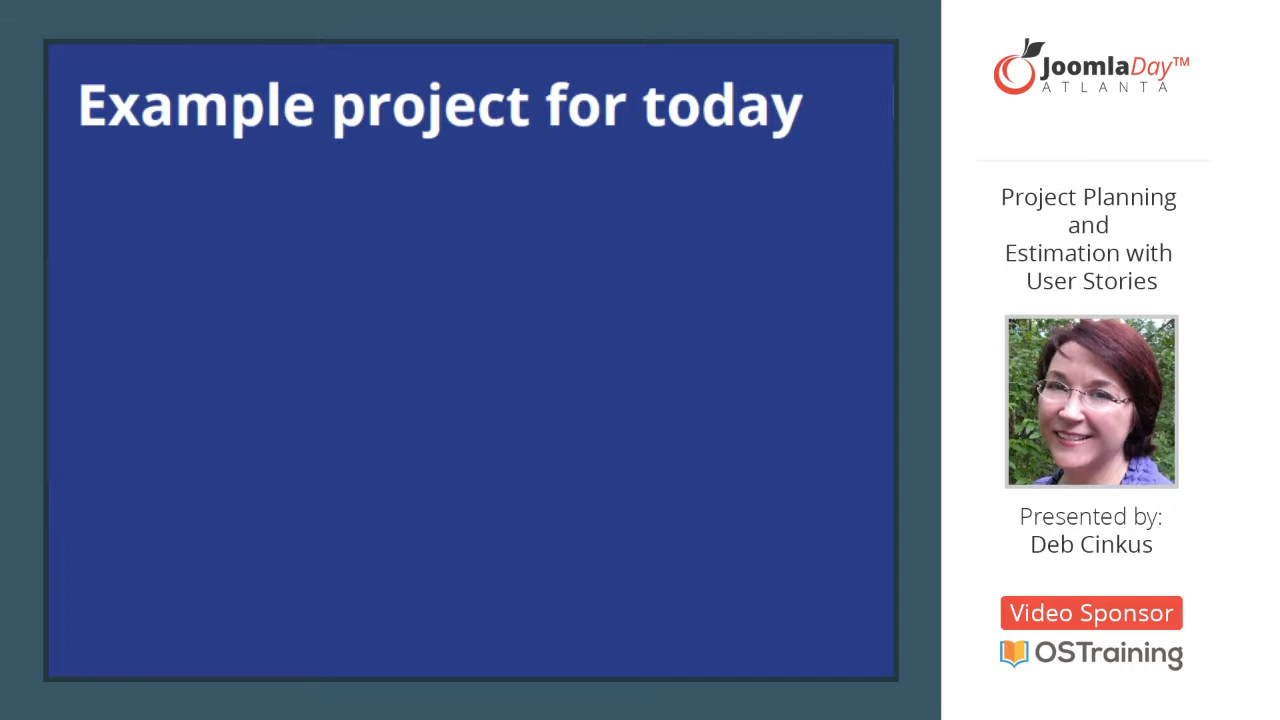 Example project for today
JoomlaDay™
ATLANTA
Project Planning
and
Estimation with
User Stories
Presented by:
Deb Cinkus
Video Sponsor
OSTraining